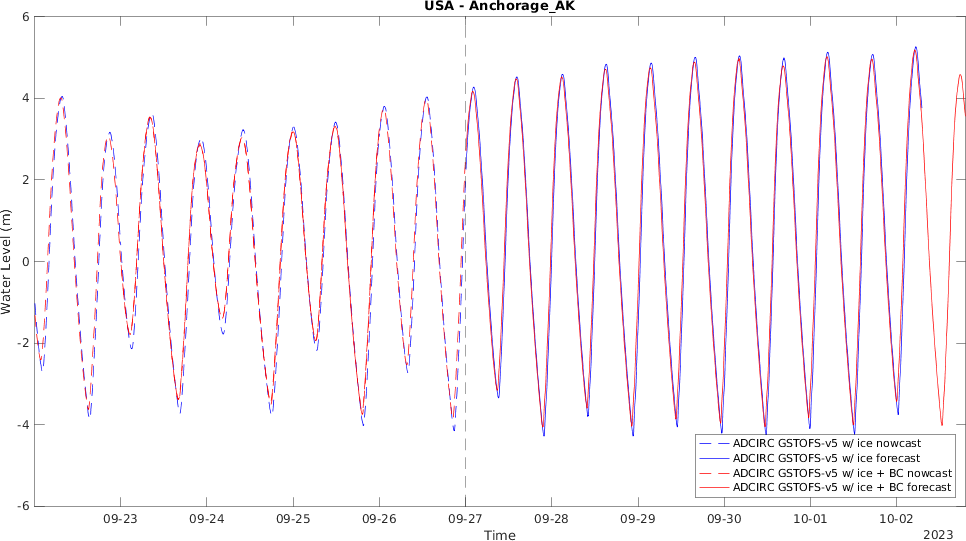 USA - Anchorage_AK
6
4
2
0
-2
-4
-6
Water Level (m)
ADCIRC GSTOFS-v5 w/ ice nowcast
ADCIRC GSTOFS-v5 w/ ice forecast
ADCIRC GSTOFS-v5 w/ ice + BC nowcast
ADCIRC GSTOFS-v5 w/ ice + BC forecast
09-23 09-24 09-25 09-26 09-27 09-28 09-29 09-30 10-01 10-02
Time
2023